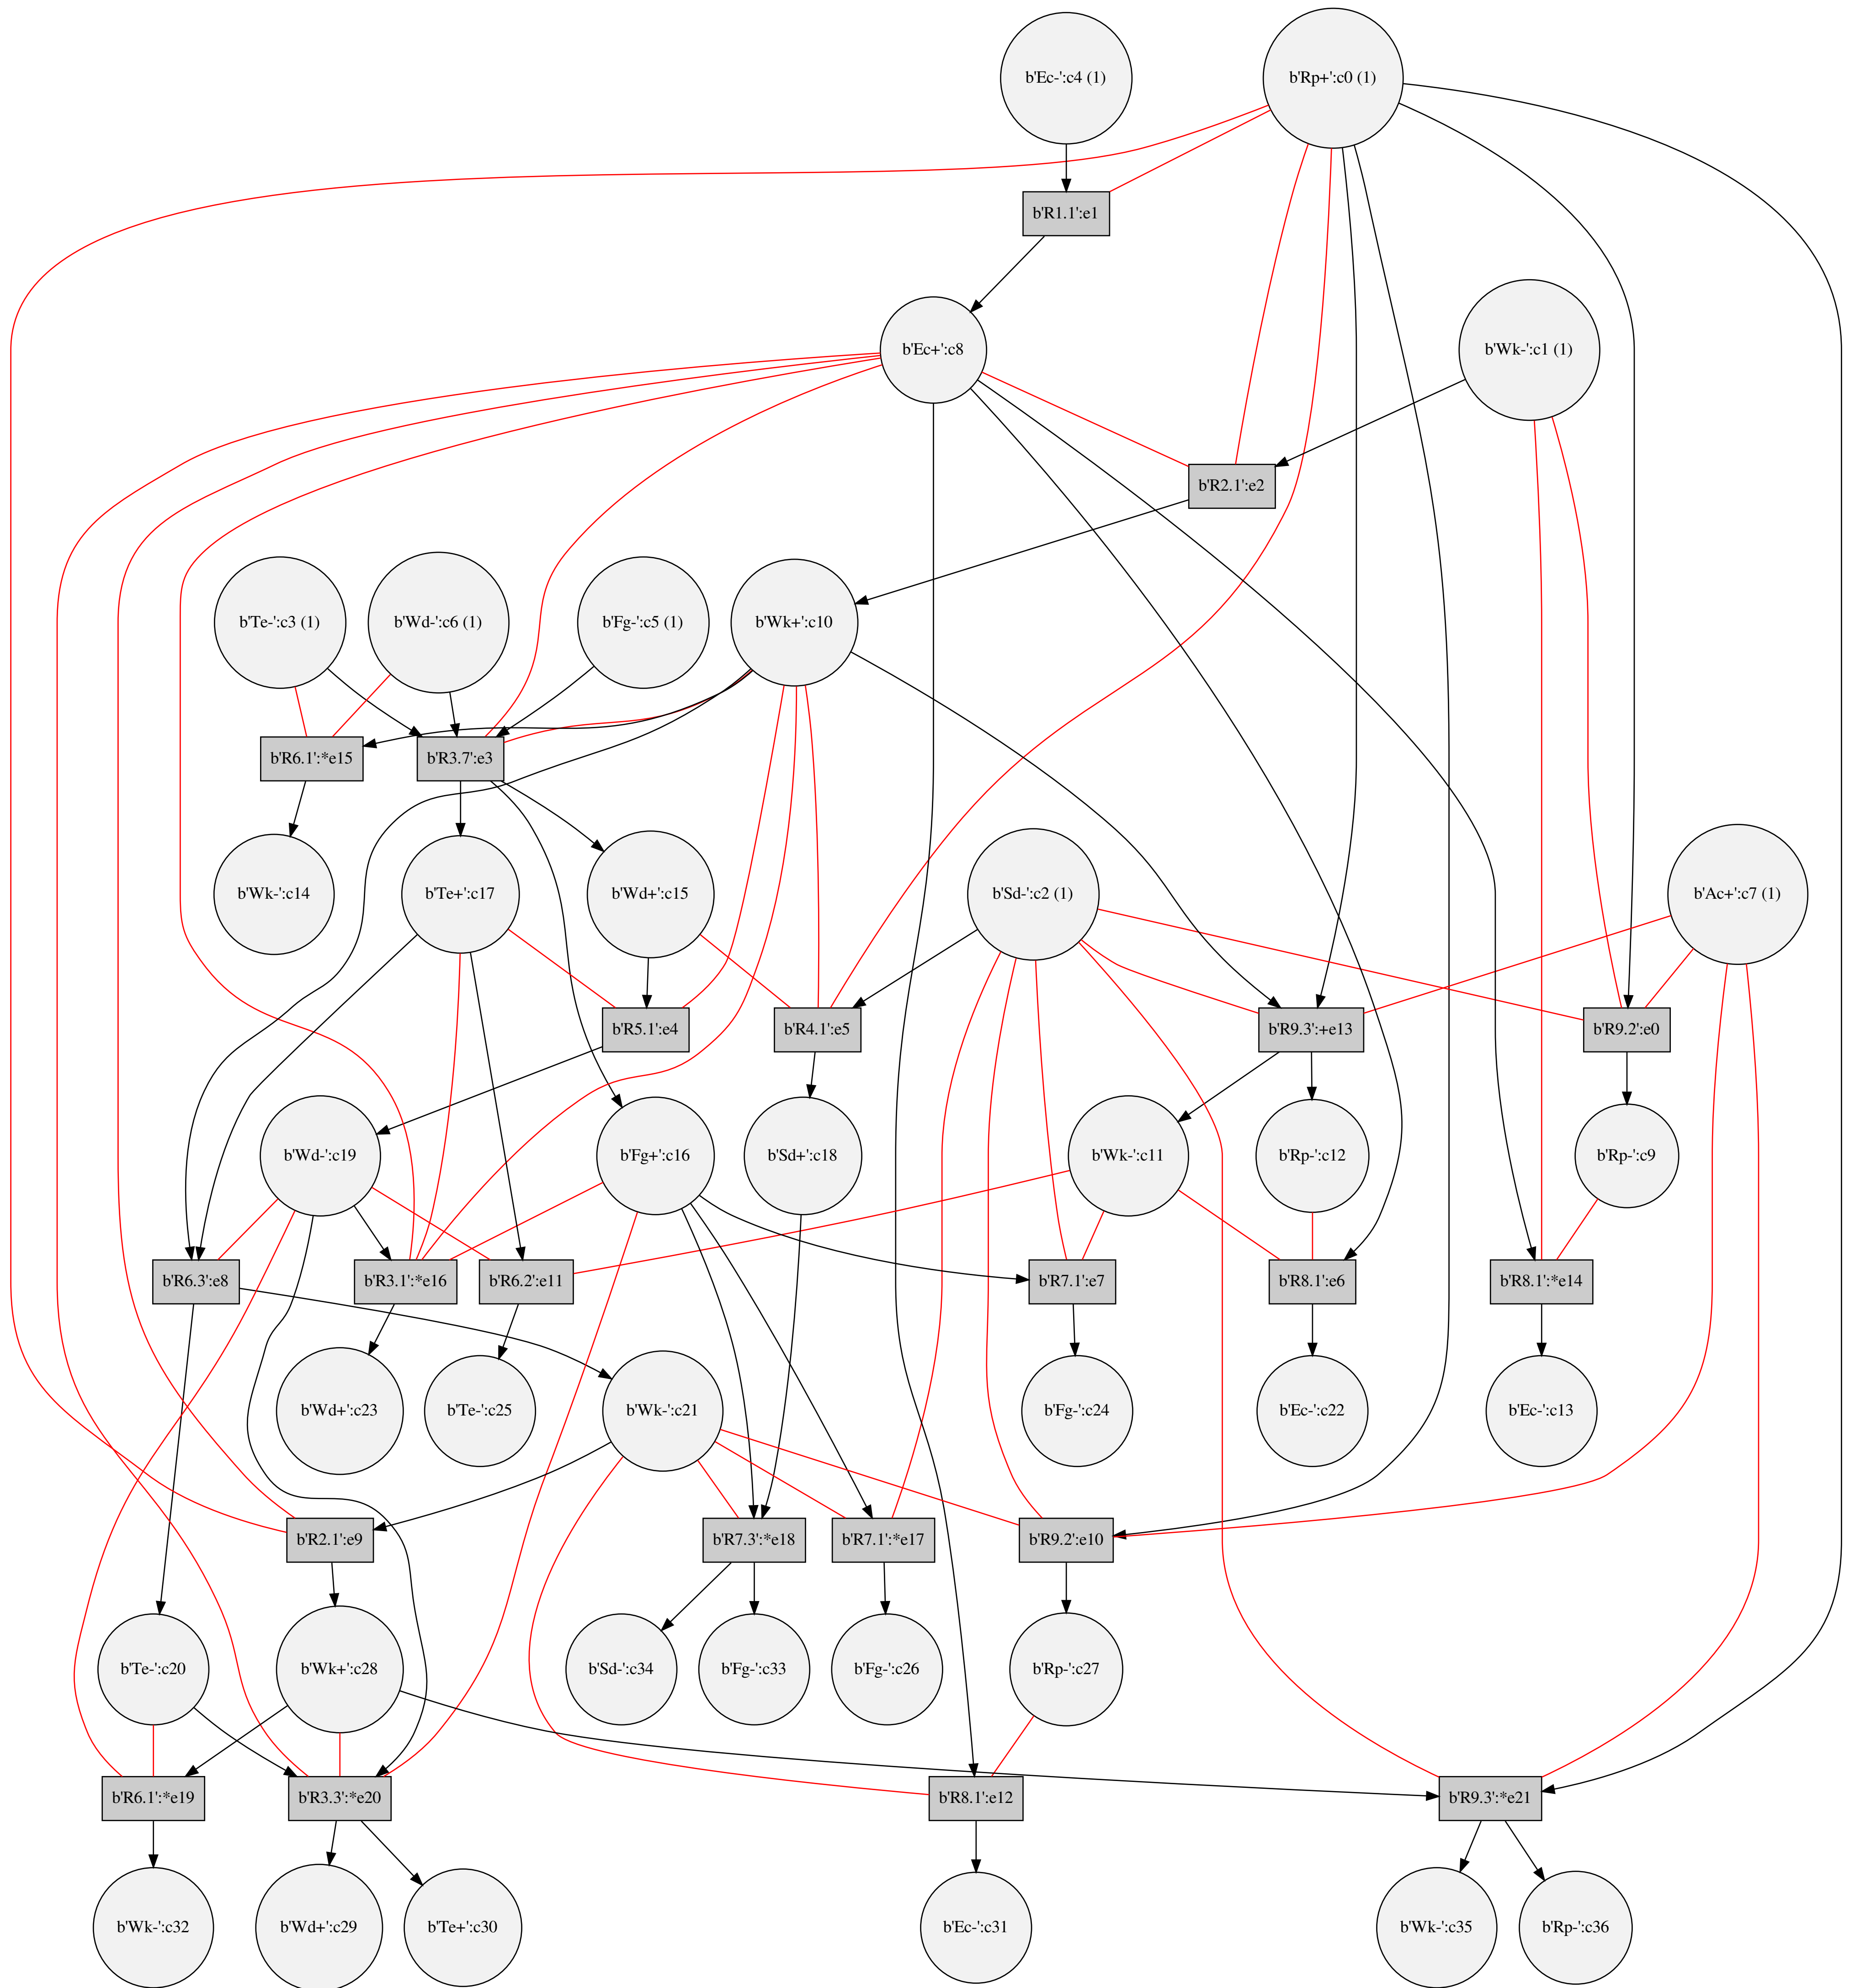 b'Ec-':c4 (1)
b'Rp+':c0 (1)
b'R1.1':e1
b'Ec+':c8
b'Wk-':c1 (1)
b'R2.1':e2
b'Te-':c3 (1)
b'Wd-':c6 (1)
b'Fg-':c5 (1)
b'Wk+':c10
b'R6.1':*e15
b'R3.7':e3
b'Wk-':c14
b'Te+':c17
b'Wd+':c15
b'Sd-':c2 (1)
b'Ac+':c7 (1)
b'R5.1':e4
b'R4.1':e5
b'R9.3':+e13
b'R9.2':e0
b'Wd-':c19
b'Fg+':c16
b'Sd+':c18
b'Wk-':c11
b'Rp-':c12
b'Rp-':c9
b'R6.3':e8
b'R3.1':*e16
b'R6.2':e11
b'R7.1':e7
b'R8.1':e6
b'R8.1':*e14
b'Wd+':c23
b'Te-':c25
b'Wk-':c21
b'Fg-':c24
b'Ec-':c22
b'Ec-':c13
b'R2.1':e9
b'R7.3':*e18
b'R7.1':*e17
b'R9.2':e10
b'Te-':c20
b'Wk+':c28
b'Sd-':c34
b'Fg-':c33
b'Fg-':c26
b'Rp-':c27
b'R6.1':*e19
b'R3.3':*e20
b'R8.1':e12
b'R9.3':*e21
b'Wk-':c32
b'Wd+':c29
b'Te+':c30
b'Ec-':c31
b'Wk-':c35
b'Rp-':c36